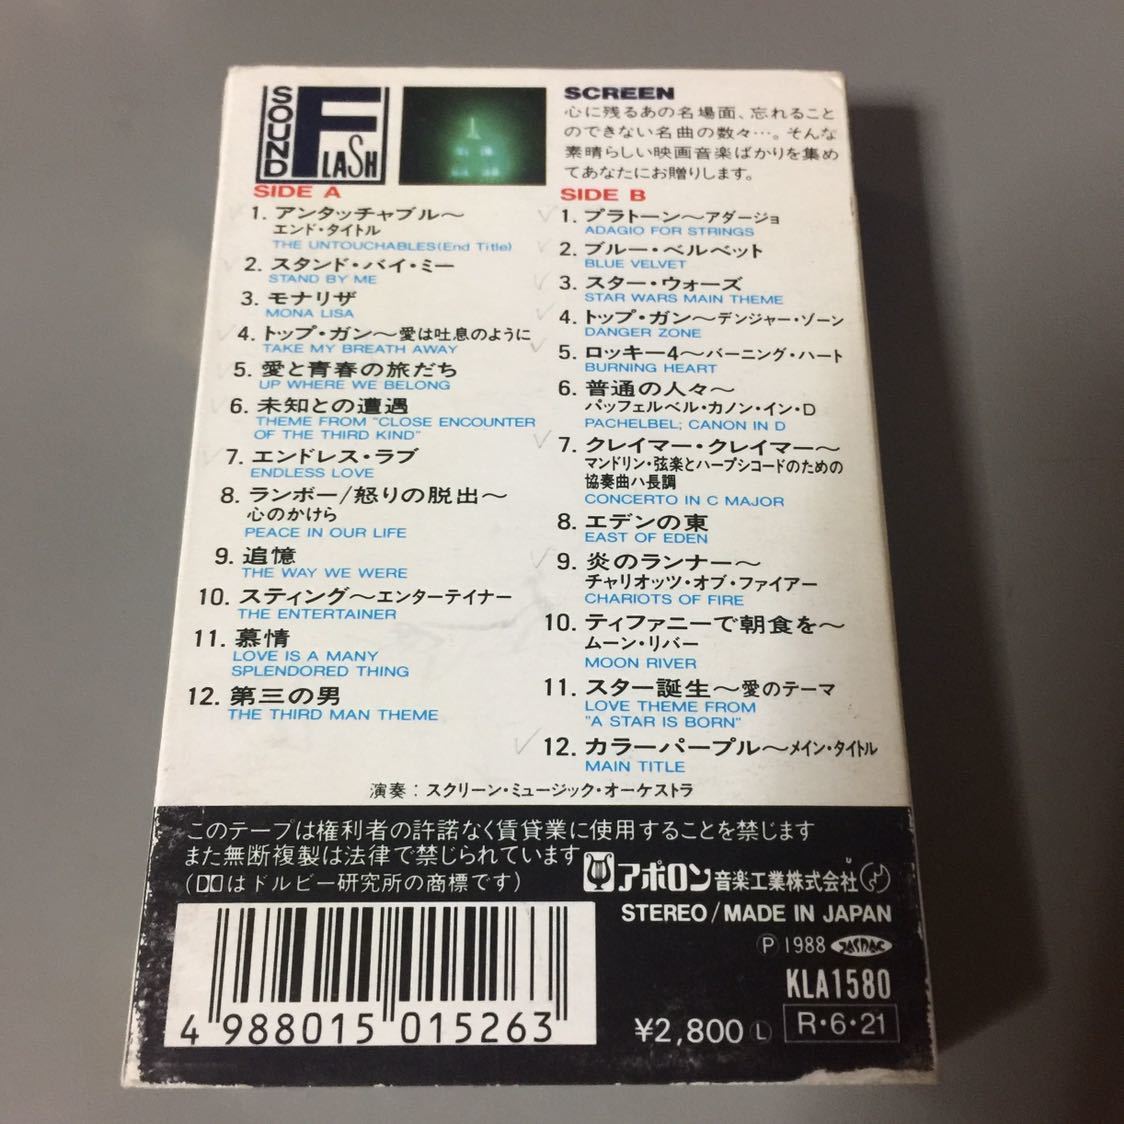 SOUND FLASH
SCREEN
心に残るあの名場面、忘れること
のできない名曲の数々…。そんな
素晴らしい映画音楽ばかりを集め
てあなたにお贈りします。
SIDE A
1. アンタッチャブル〜
エンド・タイトル
THE UNTOUCHABLES(End Title)
2. スタンド・バイ・ミー
STAND BY ME
3. モナリザ
MONA LISA
4. トップ・ガン〜愛は吐息のように
TAKE MY BREATH AWAY
5. 愛と青春の旅だち
UP WHERE WE BELONG
6. 未知との遭遇
THEME FROM "CLOSE ENCOUNTER
OF THE THIRD KIND"
7. エンドレス・ラブ
ENDLESS LOVE
8. ランボー/怒りの脱出〜
心のかけら
PEACE IN OUR LIFE
9. 追憶
THE WAY WE WERE
10. スティング〜エンターテイナー
THE ENTERTAINER
11. 慕情
LOVE IS A MANY
SPLENDORED THING
12. 第三の男
THE THIRD MAN THEME
SIDE B
1. プラトーン〜アダージョ
ADAGIO FOR STRINGS
2. ブルー・ベルベット
BLUE VELVET
3. スター・ウォーズ
STAR WARS MAIN THEME
4. トップ・ガン〜デンジャー・ゾーン
DANGER ZONE
5. ロッキー4〜バーニング・ハート
BURNING HEART
6. 普通の人々〜
パッフェルベル・カノン・イン・D
PACHELBEL; CANON IN D
7. クレイマー・クレイマー〜
マンドリン・弦楽とハープシコードのための
協奏曲ハ長調
CONCERTO IN C MAJOR
8. エデンの東
EAST OF EDEN
9. 炎のランナー〜
チャリオッツ・オブ・ファイアー
CHARIOTS OF FIRE
10. ティファニーで朝食を〜
ムーン・リバー
MOON RIVER
11. スター誕生〜愛のテーマ
LOVE THEME FROM
"A STAR IS BORN"
12. カラーパープル〜メイン・タイトル
MAIN TITLE
演奏：スクリーン・ミュージック・オーケストラ
このテープは権利者の許諾なく賃貸業に使用することを禁じます
また無断複製は法律で禁じられています
(はドルビー研究所の商標です)
アポロン音楽工業株式会社
STEREO/MADE IN JAPAN
Ⓟ1988 JASRAC
KLA1580
¥2,800 Ⓛ R・6・21
4 988015 015263